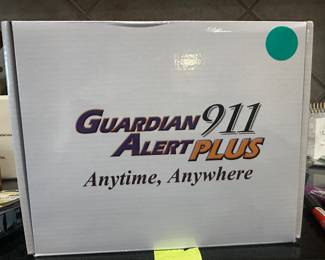 GUARDIAN 911
ALERT PLUS
Anytime, Anywhere